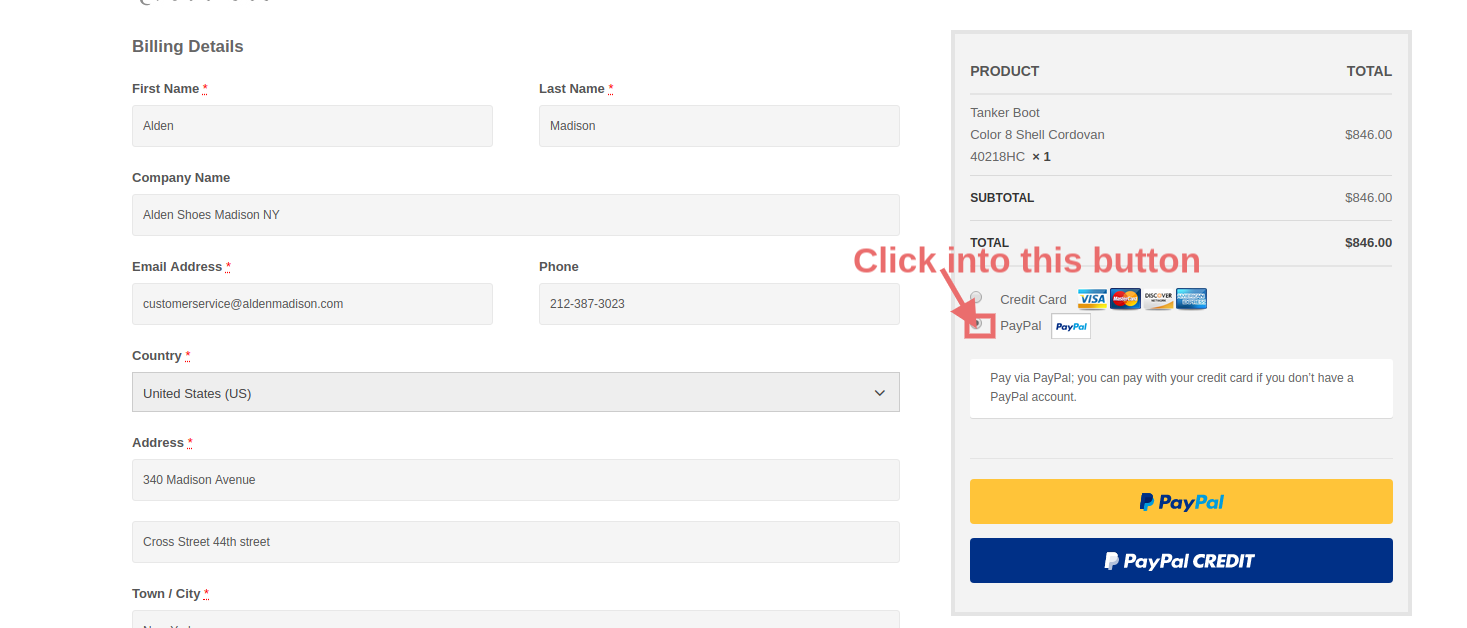 Billing Details
First Name *
Last Name *
Alden
Madison
Company Name
Alden Shoes Madison NY
Email Address *
Phone
customerservice@aldenmadison.com
212-387-3023
Country *
United States (US)
Address *
340 Madison Avenue
Cross Street 44th street
Town / City *
PRODUCT TOTAL
Tanker Boot
Color 8 Shell Cordovan $846.00
40218HC × 1
SUBTOTAL $846.00
TOTAL $846.00
Click into this button
Credit Card VISA MasterCard DISCOVER NETWORK AMERICAN EXPRESS
PayPal PayPal
Pay via PayPal; you can pay with your credit card if you don’t have a
PayPal account.
PayPal
PayPal CREDIT